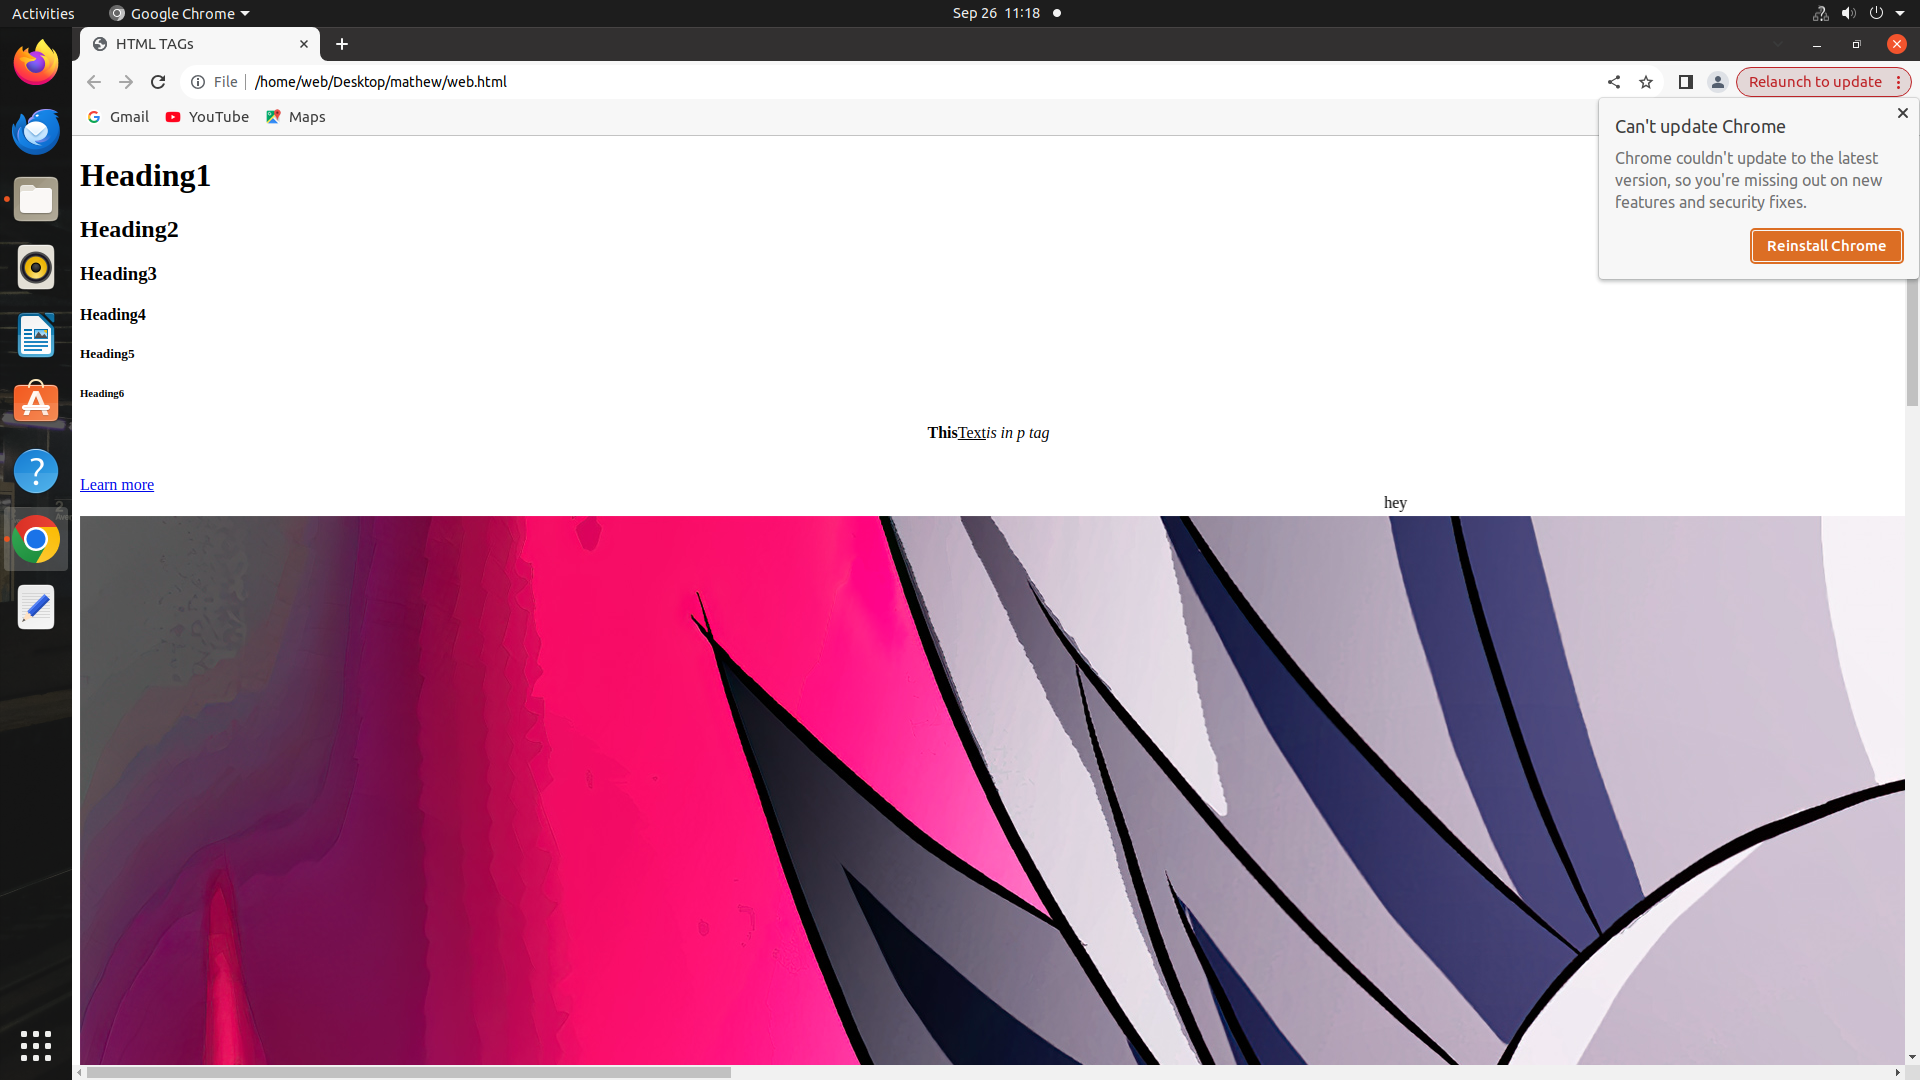 Activities Google Chrome Sep 26 11:18
HTML TAGs
File /home/web/Desktop/mathew/web.html Relaunch to update
Gmail YouTube Maps
Can't update Chrome
Chrome couldn't update to the latest
version, so you're missing out on new
features and security fixes.
Reinstall Chrome
Heading1
Heading2
Heading3
Heading4
Heading5
Heading6
ThisTextis in p tag
Learn more
hey